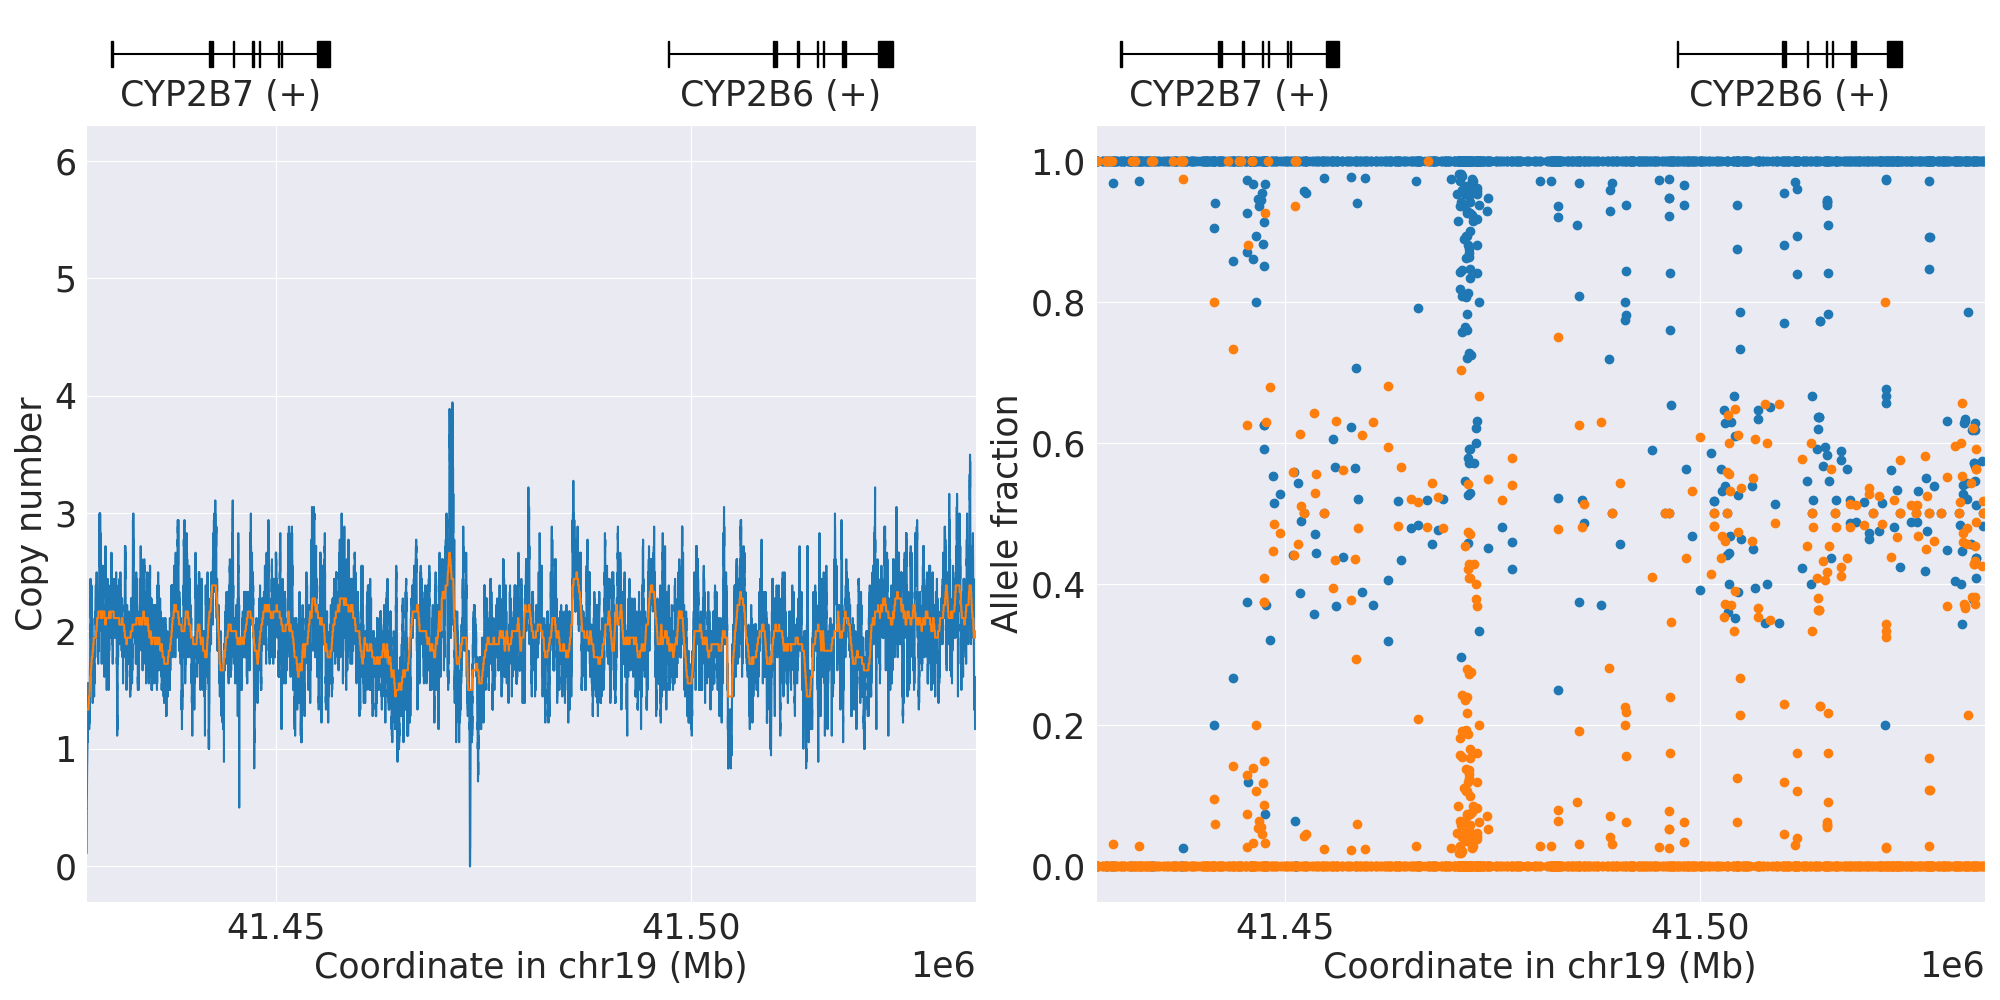 CYP2B7 (+)
CYP2B6 (+)
CYP2B7 (+)
CYP2B6 (+)
Copy number
6
5
4
3
2
1
0
41.45
41.50
Coordinate in chr19 (Mb)
1e6
Allele fraction
1.0
0.8
0.6
0.4
0.2
0.0
41.45
41.50
Coordinate in chr19 (Mb)
1e6